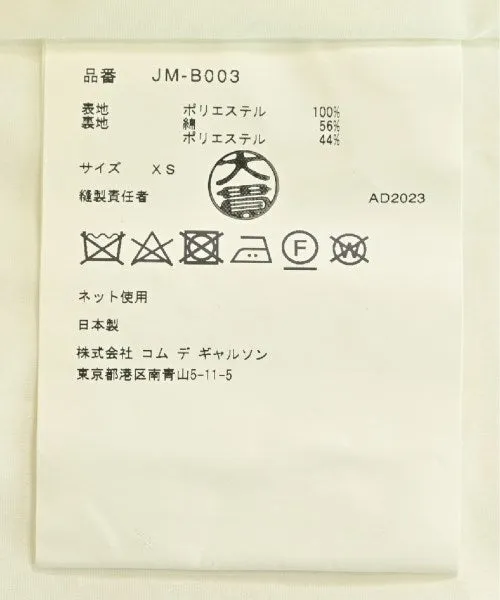 品番 JM-B003
表地 ポリエステル 100%
裏地 綿 56%
ポリエステル 44%
サイズ XS
大貫
縫製責任者 AD2023
F W
ネット使用
日本製
株式会社 コム デ ギャルソン
東京都港区南青山5-11-5